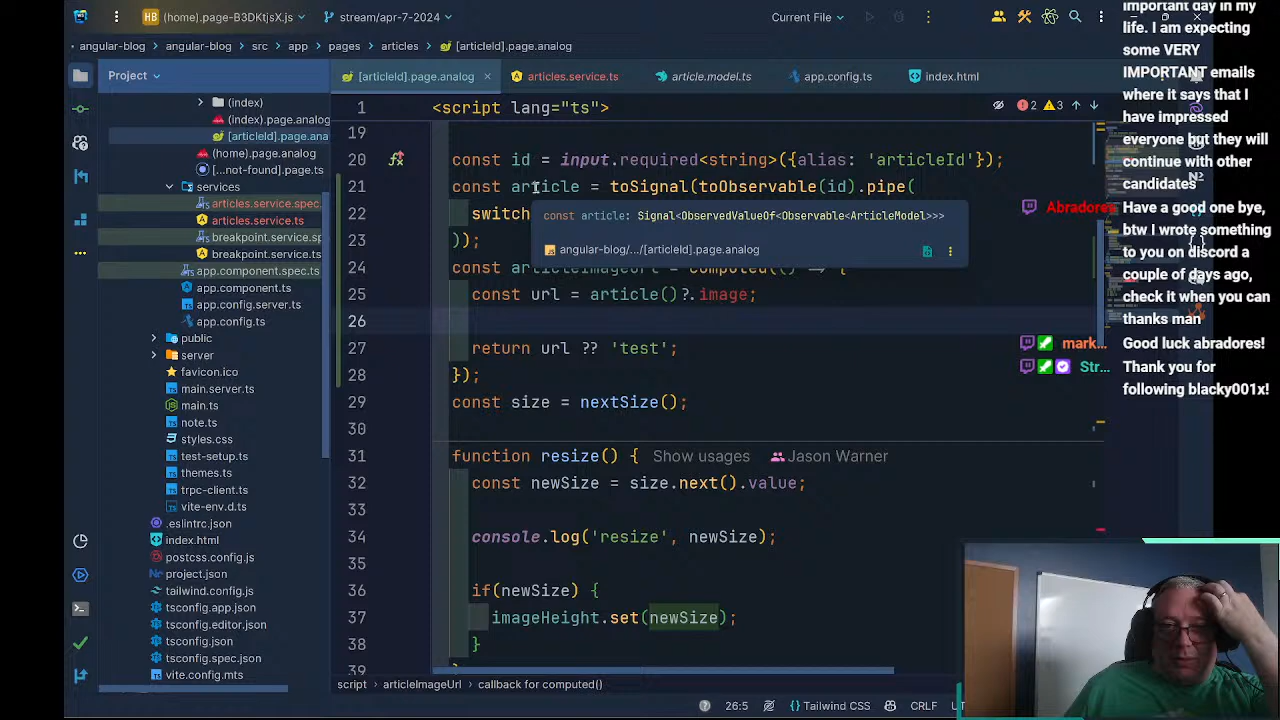 HB (home).page-B3DKtjsX.js
stream/apr-7-2024
Current File
angular-blog
angular-blog
src
app
pages
articles
[articleId].page.analog
Project
[articleId].page.analog
articles.service.ts
article.model.ts
app.config.ts
index.html
(index)
(index).page.analog
[articleId].page.ana
(home).page.analog
[...not-found].page.analog
services
articles.service.spec.
articles.service.ts
breakpoint.service.sp
breakpoint.service.ts
app.component.spec.ts
app.component.ts
app.config.server.ts
app.config.ts
public
server
favicon.ico
main.server.ts
main.ts
note.ts
styles.css
test-setup.ts
themes.ts
trpc-client.ts
vite-env.d.ts
.eslintrc.json
index.html
postcss.config.js
project.json
tailwind.config.js
tsconfig.app.json
tsconfig.editor.json
tsconfig.json
tsconfig.spec.json
vite.config.mts
1 <script lang="ts">
2 3
19
20 const id = input.required<string>({alias: 'articleId'});
21 const article = toSignal(toObservable(id).pipe(
22 switch
23 ));
24 const articleImageUrl = computed(() => {
25 const url = article()?.image;
26
27 return url ?? 'test';
28 });
29 const size = nextSize();
30
31 function resize() { Show usages Jason Warner
32 const newSize = size.next().value;
33
34 console.log('resize', newSize);
35
36 if(newSize) {
37 imageHeight.set(newSize);
38 }
39
const article: Signal<ObservedValueOf<Observable<ArticleModel>>>
angular-blog/.../[articleId].page.analog
script
articleImageUrl
callback for computed()
26:5
Tailwind CSS
CRLF
important day in my
life. I am expecting
some VERY
IMPORTANT emails
where it says that I
have impressed
everyone but they will
continue with other
candidates
Abradores
Have a good one bye,
btw I wrote something
to you on discord a
couple of days ago,
check it when you can
thanks man
mark...
Good luck abradores!
Str...
Thank you for
following blacky001x!